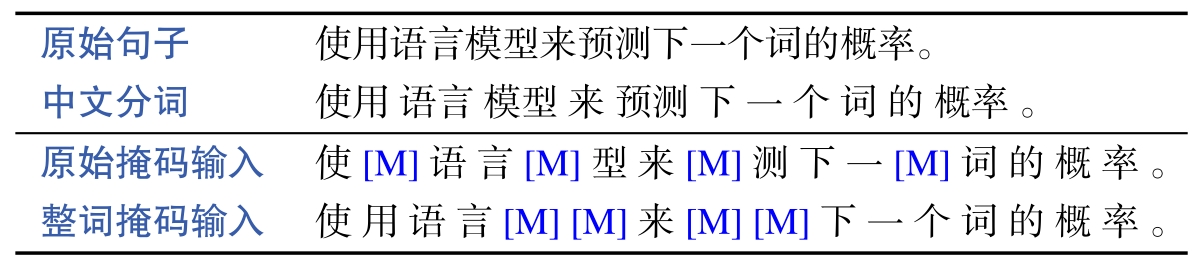 原始句子 使用语言模型来预测下一个词的概率。
中文分词 使用 语言 模型 来 预测 下 一 个 词 的 概率 。
原始掩码输入 使 [M] 语 言 [M] 型 来 [M] 测 下 一 [M] 词 的 概 率 。
整词掩码输入 使 用 语 言 [M] [M] 来 [M] [M] 下 一 个 词 的 概 率 。